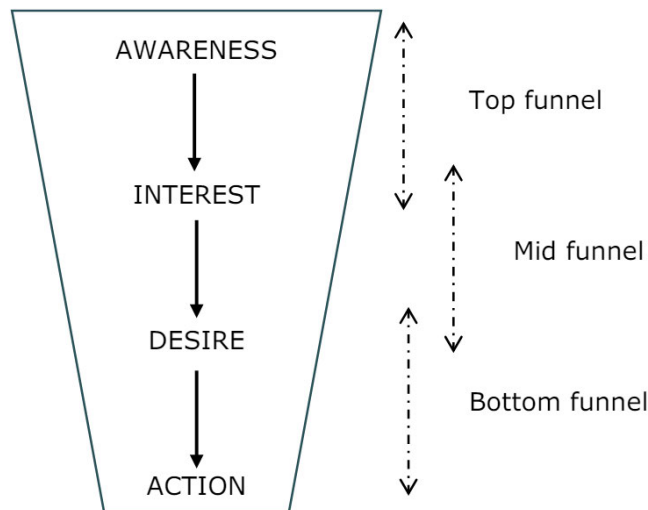 AWARENESS
Top funnel
INTEREST
Mid funnel
DESIRE
Bottom funnel
ACTION